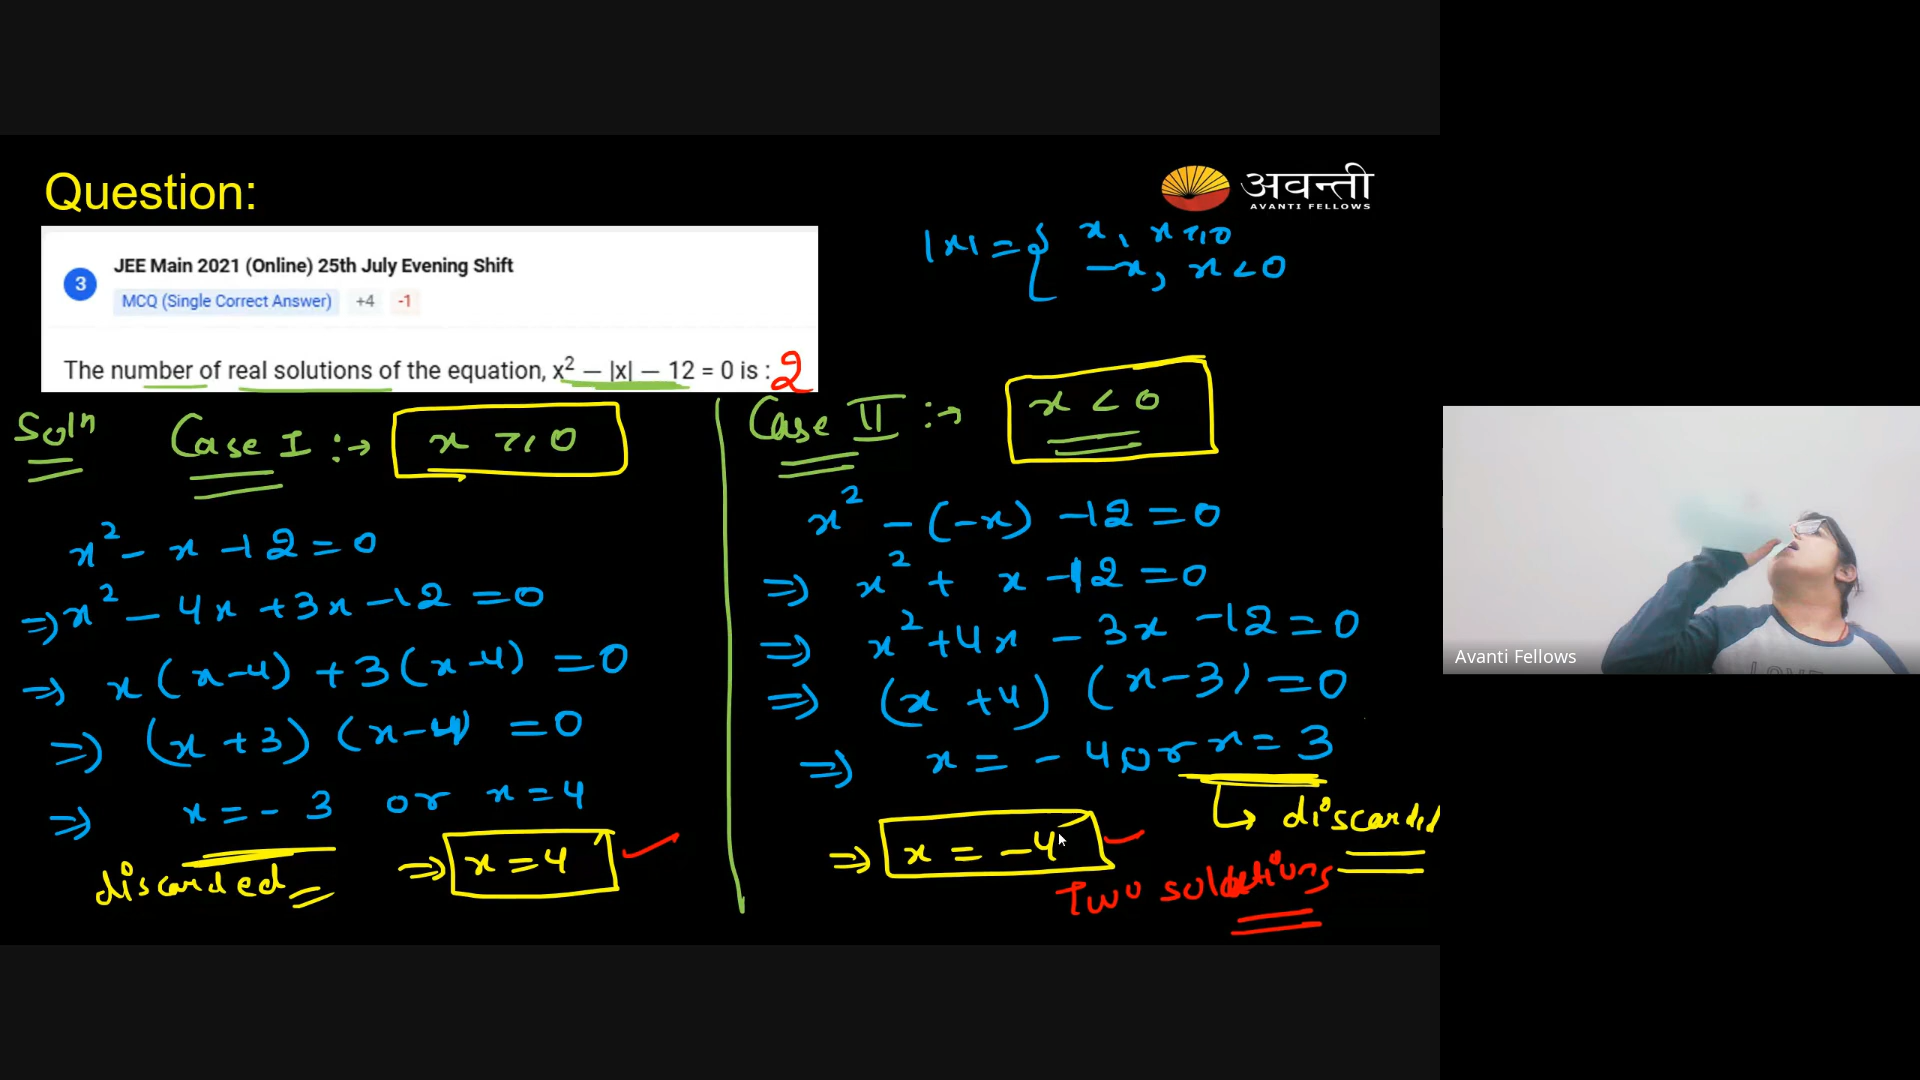 Question:
अवन्ती
AVANTI FELLOWS
3
JEE Main 2021 (Online) 25th July Evening Shift
MCQ (Single Correct Answer) +4 -1
The number of real solutions of the equation, x² − |x| − 12 = 0 is : 2
|x| = { x, x ≥ 0
-x, x < 0
Soln Case I :→ x ≥ 0
x² - x - 12 = 0
⇒ x² - 4x + 3x - 12 = 0
⇒ x (x-4) + 3 (x-4) = 0
⇒ (x + 3) (x-4) = 0
⇒ x = - 3 or x = 4
discarded ⇒ x = 4 ✓
Case II :→ x < 0
x² - (-x) - 12 = 0
⇒ x² + x - 12 = 0
⇒ x² + 4x - 3x - 12 = 0
⇒ (x + 4) (x - 3) = 0
⇒ x = - 4 or x = 3
↳ discarded
⇒ x = -4 ✓
Two solutions
Avanti Fellows